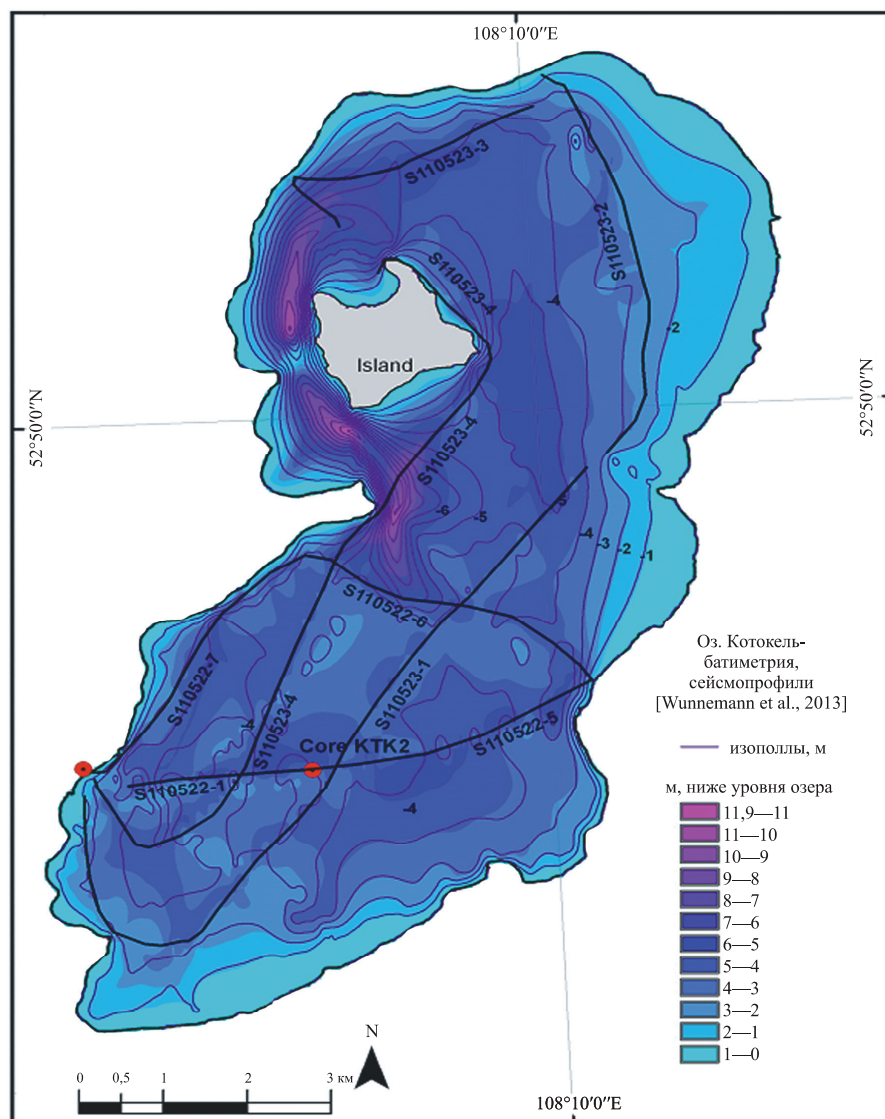 108°10′0″E
S110523-3
S110523-2
S110523-4
-4
-2
Island
52°50′0″N
52°50′0″N
S110523-4
-6
-5
-5
-4
-3
-2
-1
S110522-6
Оз. Котокель-
батиметрия,
сейсмопрофили
[Wunnemann et al., 2013]
S110522-7
S110523-4
S110523-1
-4
Core KTK2
S110522-5
S110522-1
-4
изополлы, м
м, ниже уровня озера
11,9—11
11—10
10—9
9—8
8—7
7—6
6—5
5—4
4—3
3—2
2—1
1—0
N
0 0,5 1 2 3 км
108°10′0″E